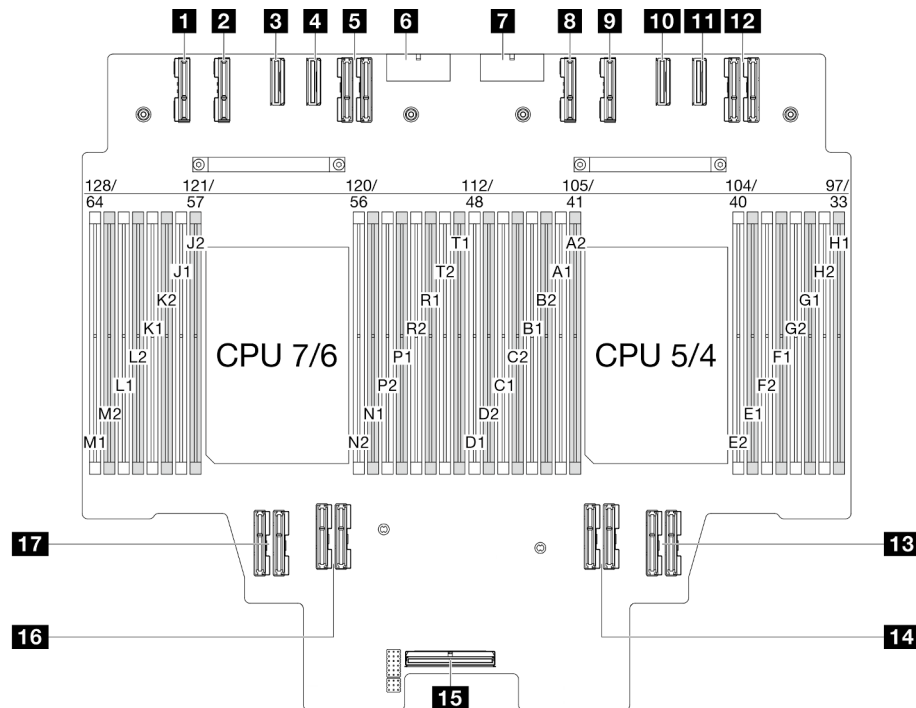 1 2 3 4 5 6 7 8 9 10 11 12
128/ 121/ 120/ 112/ 105/ 104/ 97/
64 57 56 48 41 40 33
J2 T1 A2 H1
J1 T2 A1 H2
K2 R1 B2 G1
K1 R2 B1 G2
CPU 7/6 CPU 5/4
L2 P1 C2 F1
L1 P2 C1 F2
M2 N1 D2 E1
M1 N2 D1 E2
17 13
16 14
15